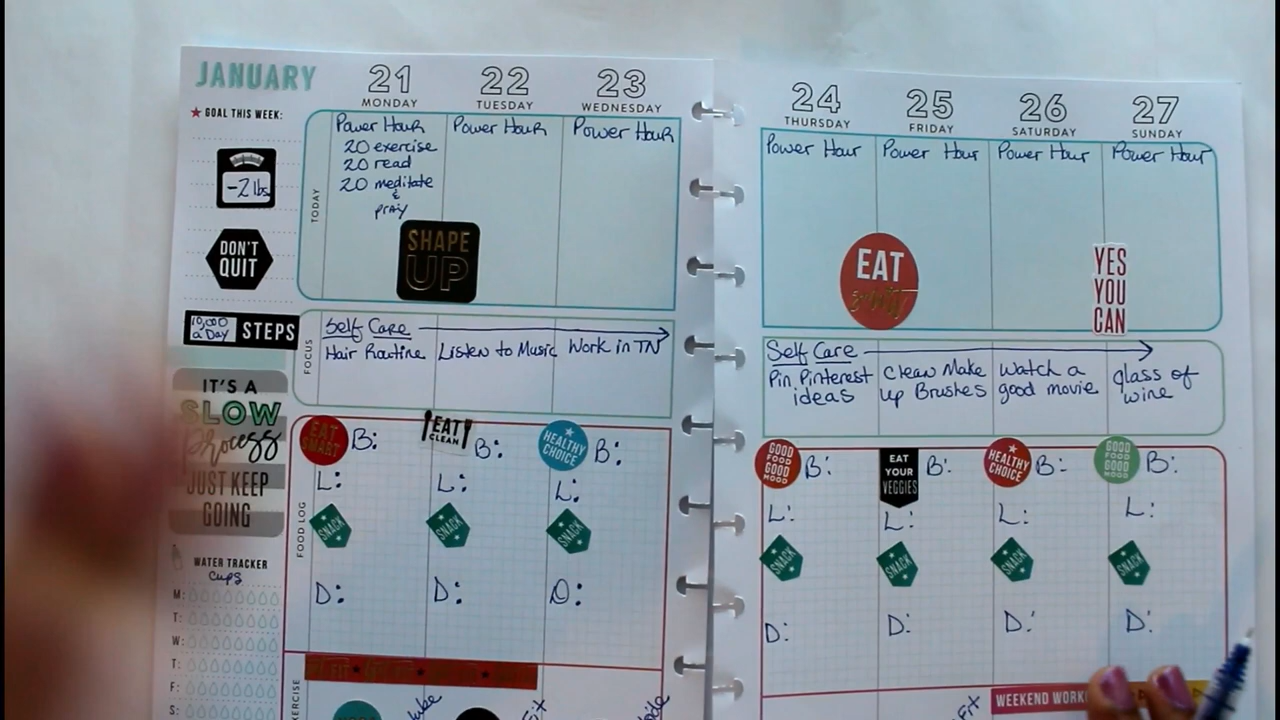 JANUARY
★ GOAL THIS WEEK:
-2 lbs
DON'T
QUIT
10,000
a Day
STEPS
IT'S A
SLOW
process
JUST KEEP
GOING
WATER TRACKER
cups
M:
T:
W:
T:
F:
S:
21
MONDAY
22
TUESDAY
23
WEDNESDAY
TODAY
Power Hour
20 exercise
20 read
20 meditate
&
pray
Power Hour
Power Hour
SHAPE
UP
FOCUS
Self Care
Hair Routine
Listen to Music
Work in TN
FOOD LOG
EAT
SMART
B:
L:
SNACK
D:
EAT
CLEAN
B:
L:
SNACK
D:
HEALTHY
CHOICE
B:
L:
SNACK
D:
EXERCISE
24
THURSDAY
25
FRIDAY
26
SATURDAY
27
SUNDAY
Power Hour
Power Hour
Power Hour
Power Hour
EAT
YES
YOU
CAN
Self Care
Pin Pinterest
ideas
Clean Make
up Brushes
Watch a
good movie
glass of
wine
GOOD
FOOD
GOOD
MOOD
B:
L:
SNACK
D:
EAT
YOUR
VEGGIES
B:
L:
SNACK
D:
HEALTHY
CHOICE
B:
L:
SNACK
D:
GOOD
FOOD
GOOD
MOOD
B:
L:
SNACK
D:
WEEKEND